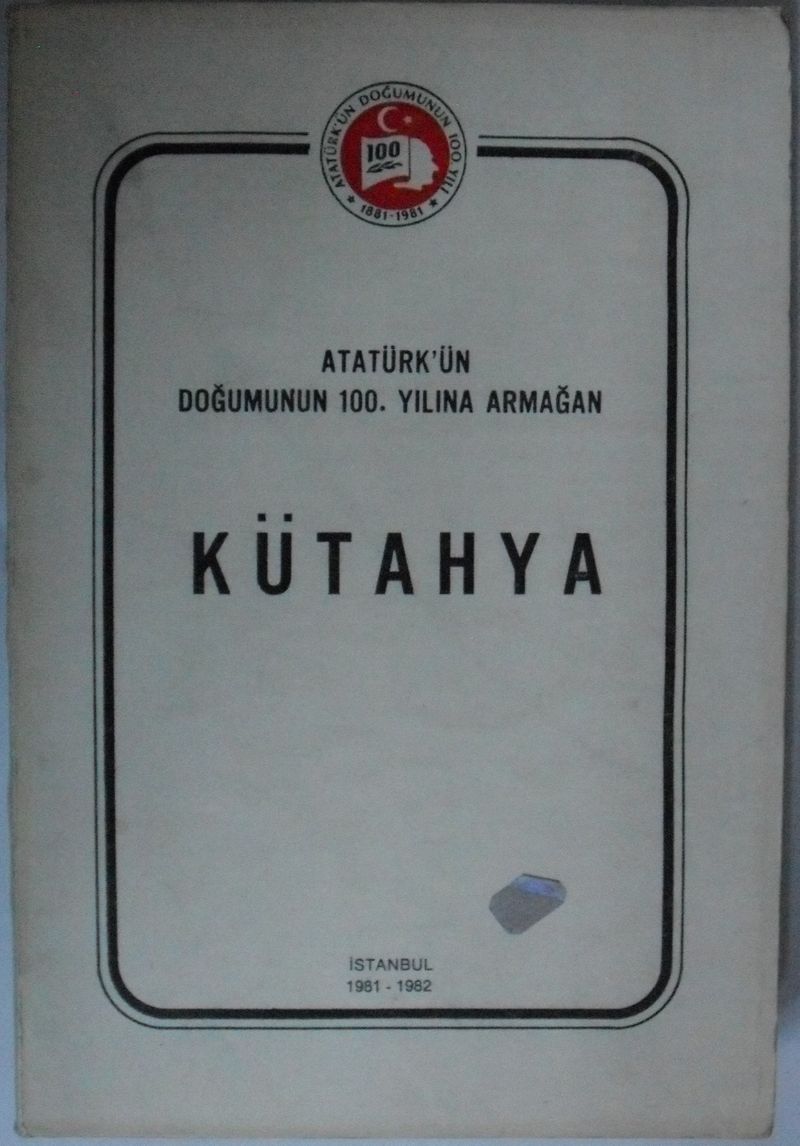 ATATÜRK'ÜN DOĞUMUNUN 100 YILI
100
★ 1881-1981 ★
ATATÜRK'ÜN
DOĞUMUNUN 100. YILINA ARMAĞAN
KÜTAHYA
İSTANBUL
1981 - 1982